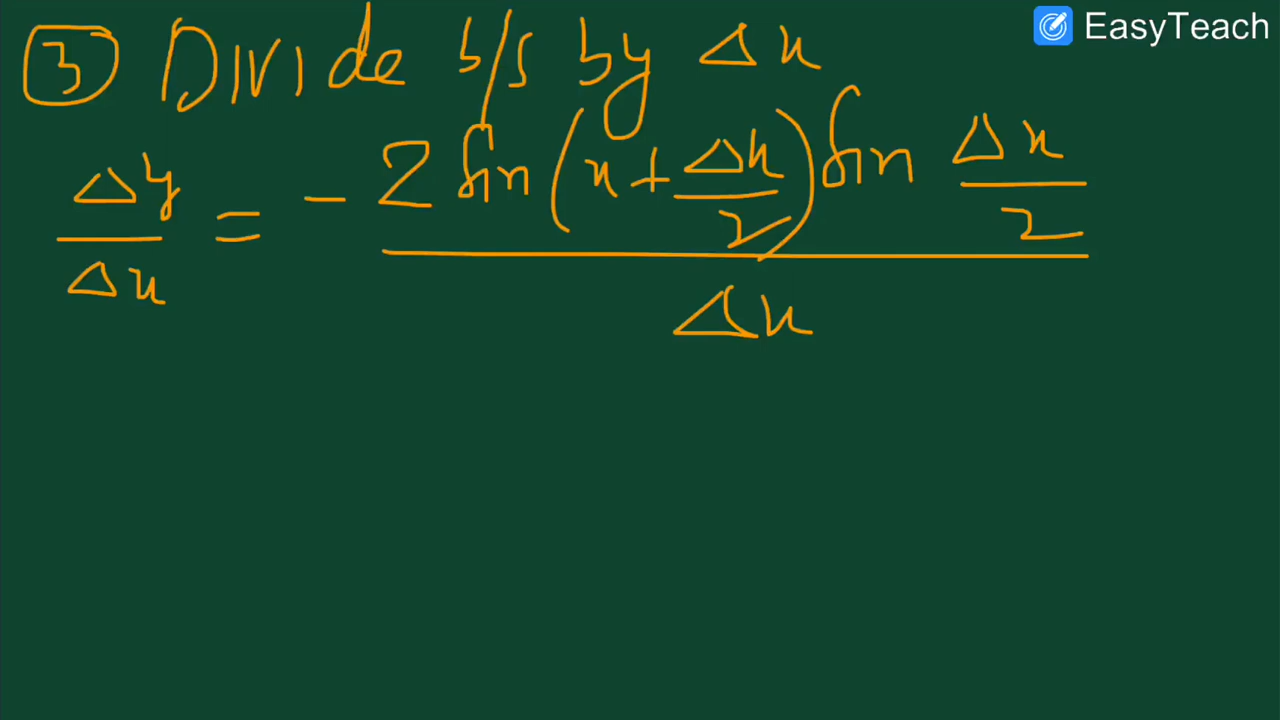 EasyTeach
③ Divide b/s by Δx
Δy/Δx = - 2 sin(x + Δx/2) sin Δx/2 / Δx